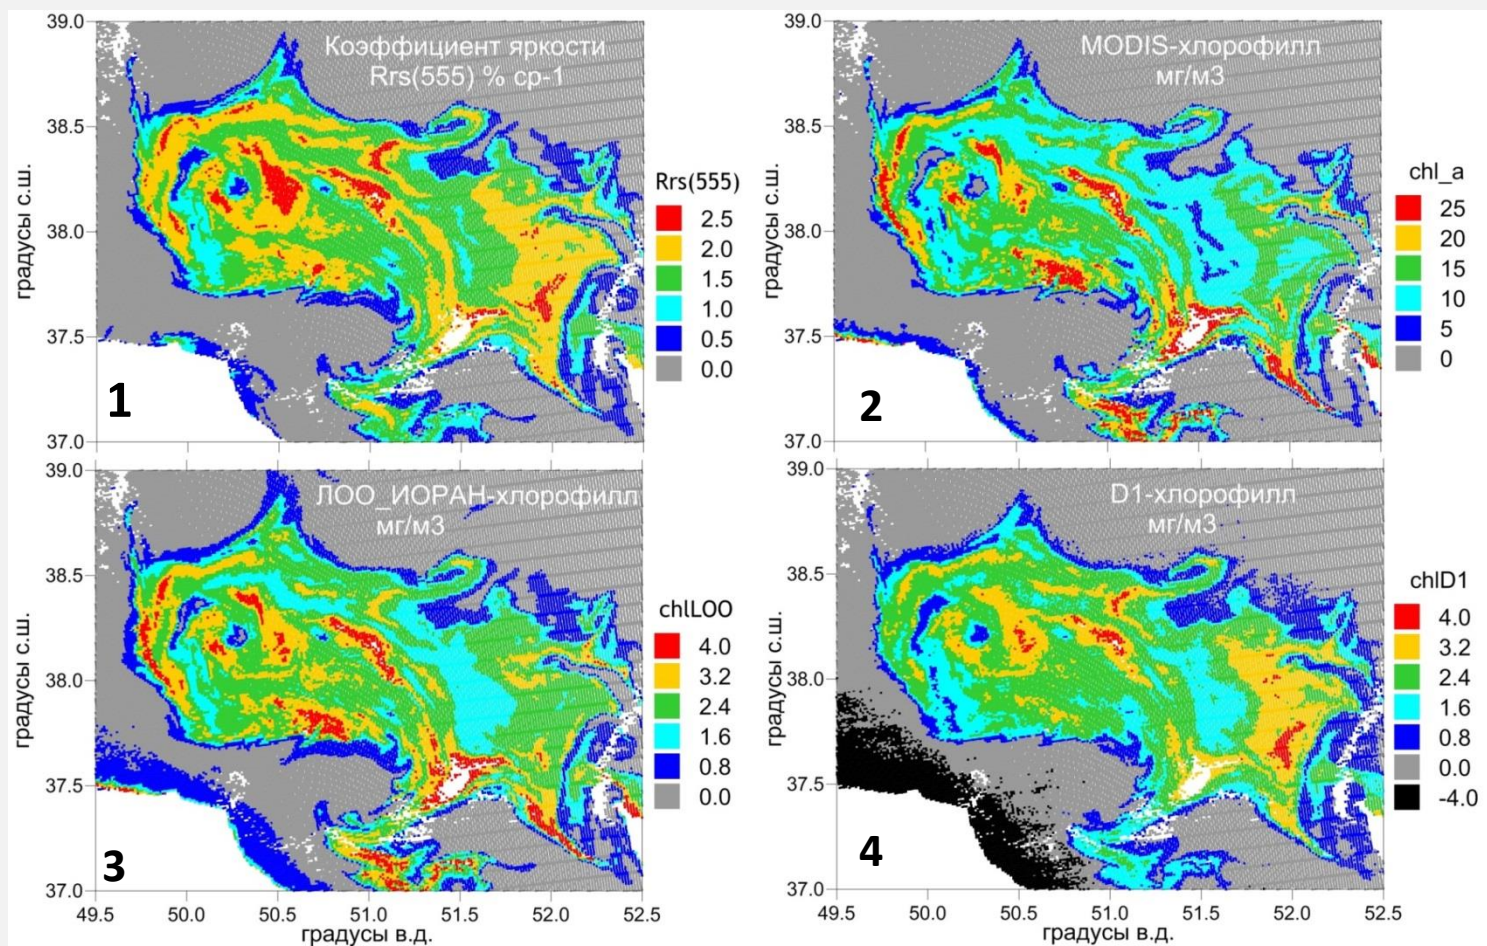 39.0
38.5
38.0
37.5
37.0
градусы с.ш.
Коэффициент яркости
Rrs(555) % ср-1
1
Rrs(555)
2.5
2.0
1.5
1.0
0.5
0.0
39.0
38.5
38.0
37.5
37.0
градусы с.ш.
MODIS-хлорофилл
мг/м3
2
chl_a
25
20
15
10
5
0
39.0
38.5
38.0
37.5
37.0
градусы с.ш.
ЛОО_ИОРАН-хлорофилл
мг/м3
3
49.5 50.0 50.5 51.0 51.5 52.0 52.5
градусы в.д.
chlLOO
4.0
3.2
2.4
1.6
0.8
0.0
39.0
38.5
38.0
37.5
37.0
градусы с.ш.
D1-хлорофилл
мг/м3
4
49.5 50.0 50.5 51.0 51.5 52.0 52.5
градусы в.д.
chlD1
4.0
3.2
2.4
1.6
0.8
0.0
-4.0